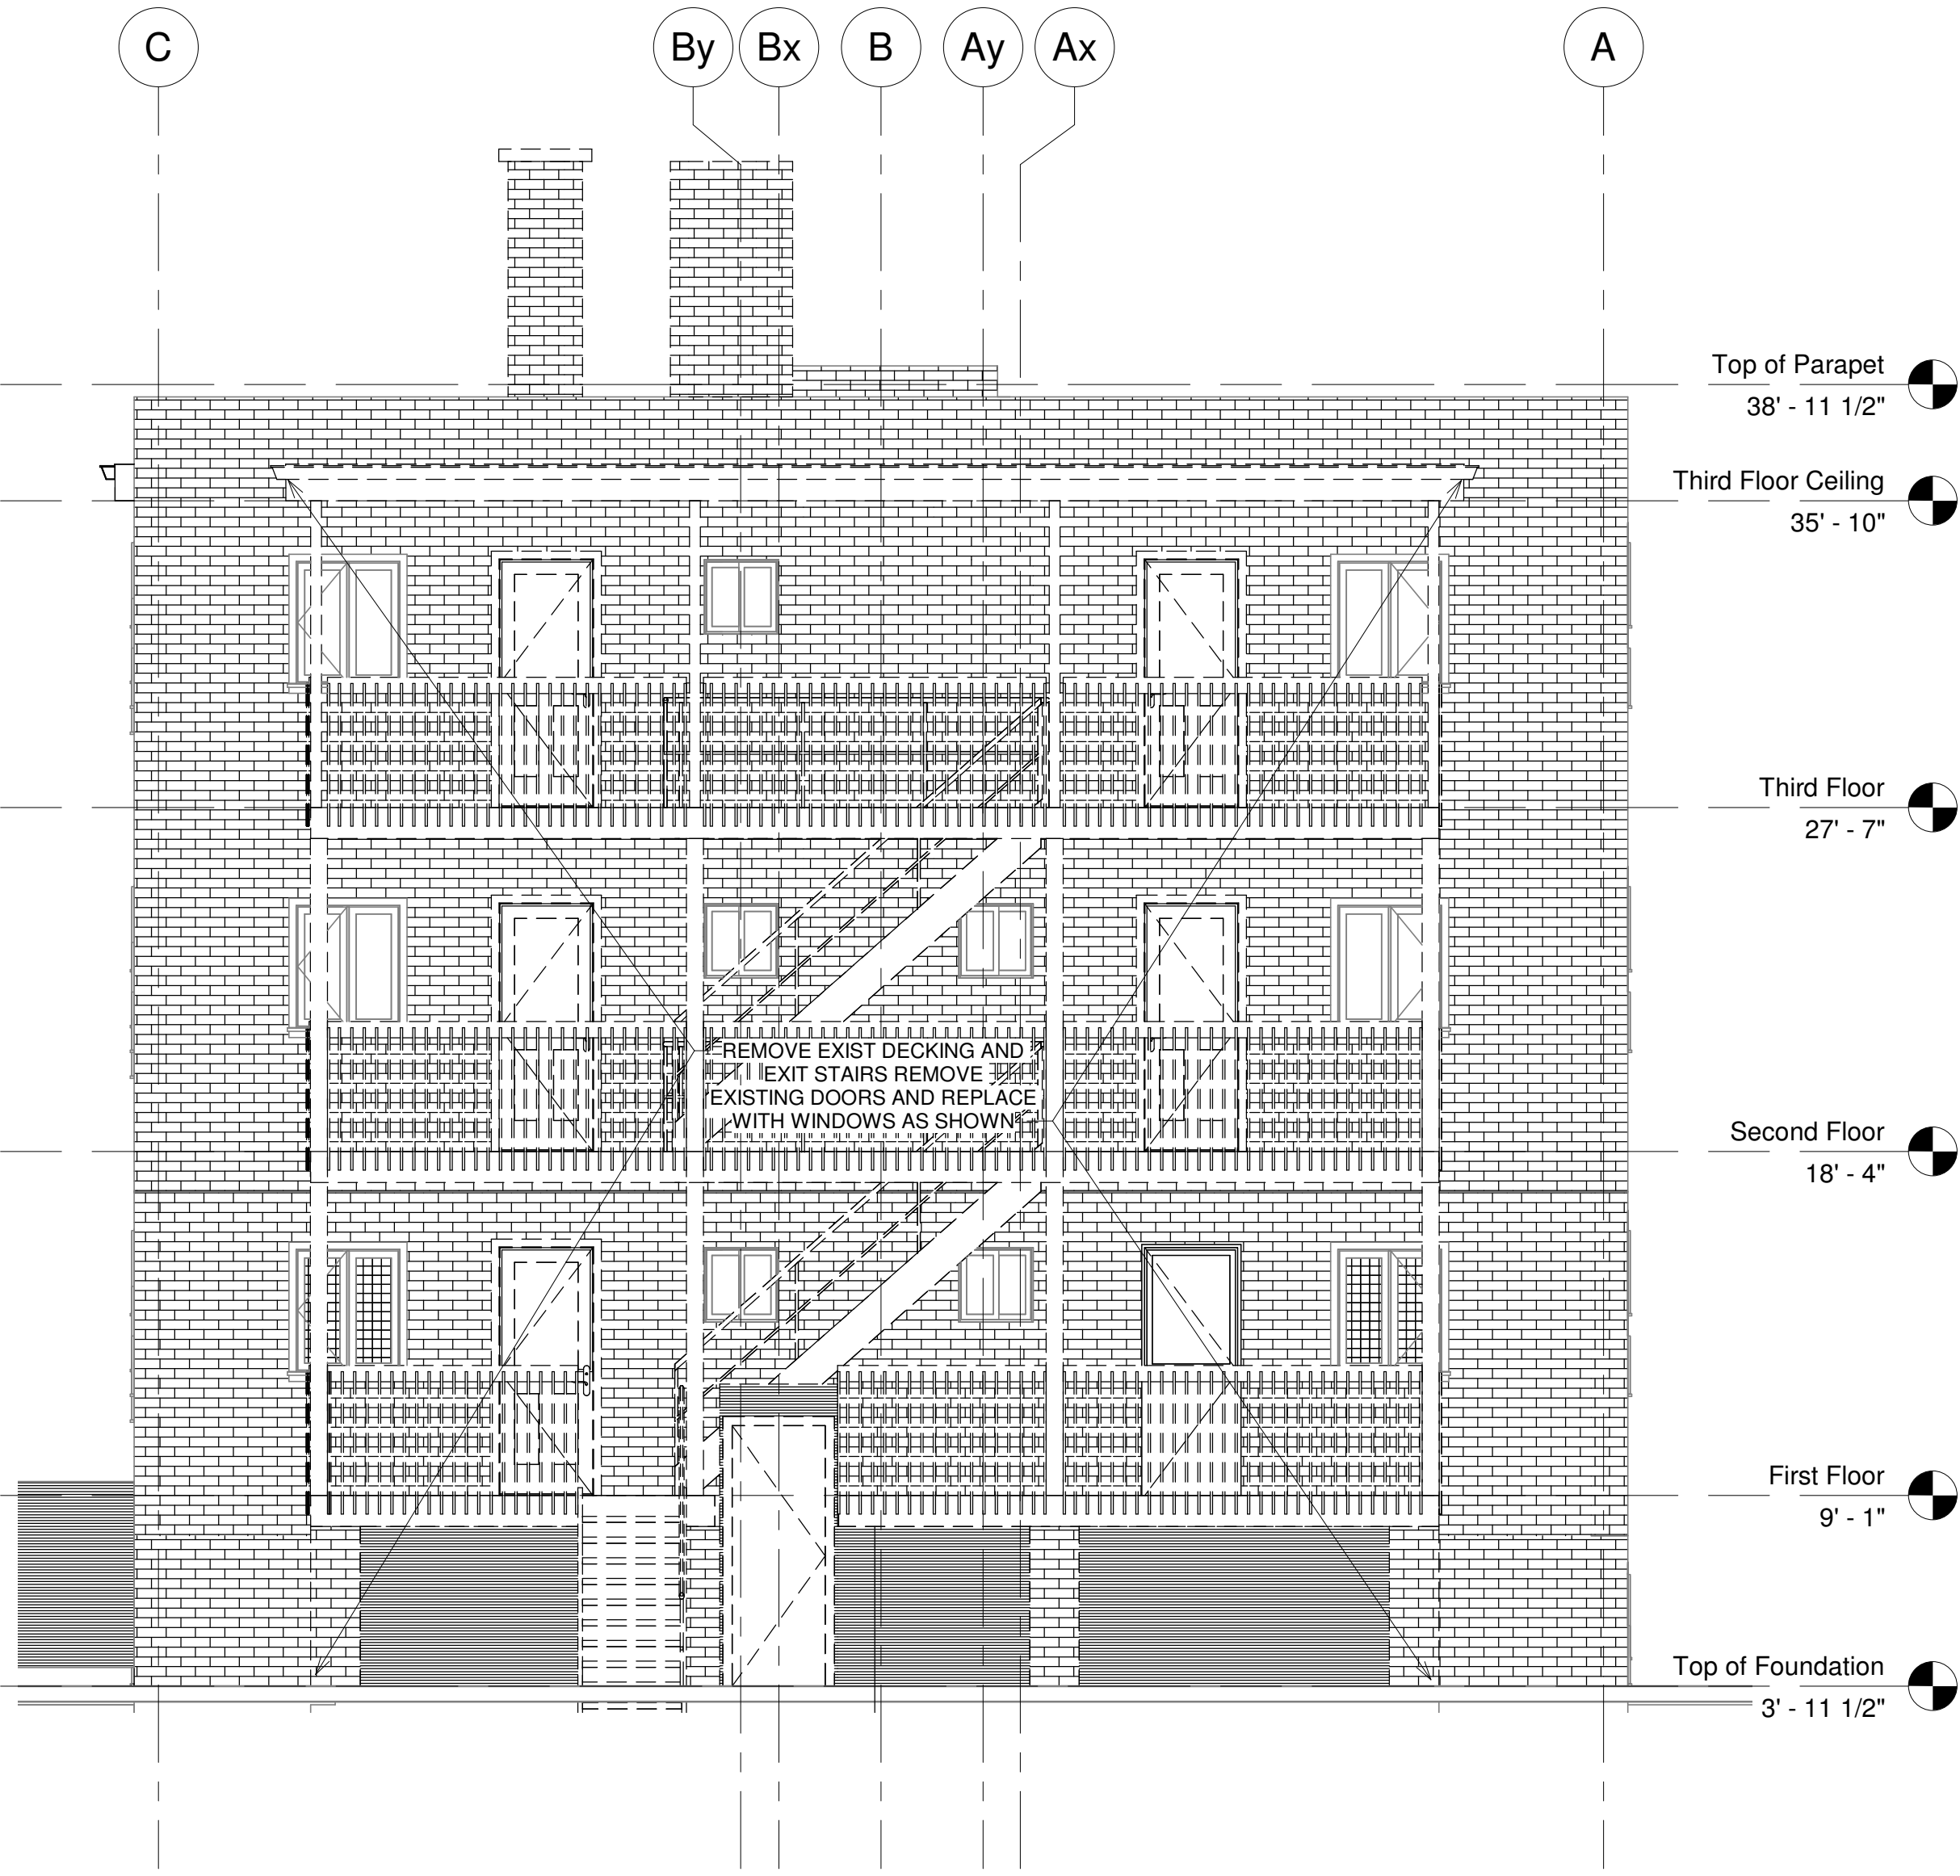 C
By
Bx
B
Ay
Ax
A
Top of Parapet
38' - 11 1/2"
Third Floor Ceiling
35' - 10"
Third Floor
27' - 7"
REMOVE EXIST DECKING AND
EXIT STAIRS REMOVE
EXISTING DOORS AND REPLACE
WITH WINDOWS AS SHOWN
Second Floor
18' - 4"
First Floor
9' - 1"
Top of Foundation
3' - 11 1/2"